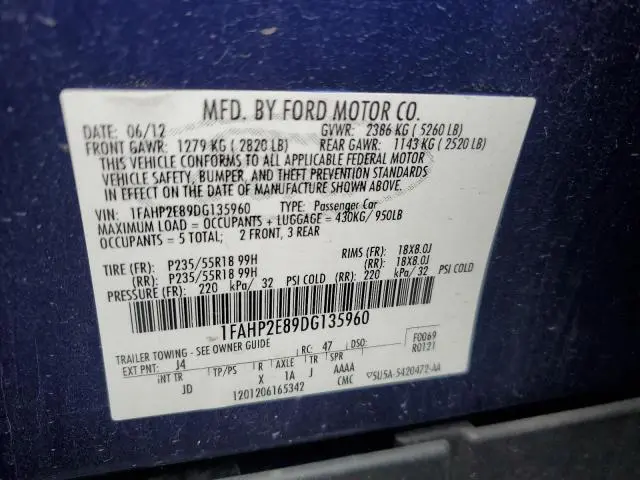 MFD. BY FORD MOTOR CO.
DATE: 06/12 GVWR: 2386 KG ( 5260 LB)
FRONT GAWR: 1279 KG ( 2820 LB) REAR GAWR: 1143 KG ( 2520 LB)
THIS VEHICLE CONFORMS TO ALL APPLICABLE FEDERAL MOTOR
VEHICLE SAFETY, BUMPER, AND THEFT PREVENTION STANDARDS
IN EFFECT ON THE DATE OF MANUFACTURE SHOWN ABOVE.
VIN: 1FAHP2E89DG135960 TYPE: Passenger Car
MAXIMUM LOAD = OCCUPANTS + LUGGAGE = 430KG/ 950LB
OCCUPANTS = 5 TOTAL; 2 FRONT, 3 REAR
TIRE (FR): P235/55R18 99H RIMS (FR): 18X8.0J
(RR): P235/55R18 99H (RR): 18X8.0J
PRESSURE (FR): 220 kPa/ 32 PSI COLD (RR): 220 kPa/ 32 PSI COLD
1FAHP2E89DG135960
TRAILER TOWING - SEE OWNER GUIDE RC: 47 DSO: F0069
EXT PNT: J4 R0121
INT TR TP/PS R AXLE TR SPR
JD X 1A J AAAA
1201206165342 CMC 5U5A-5420472-AA